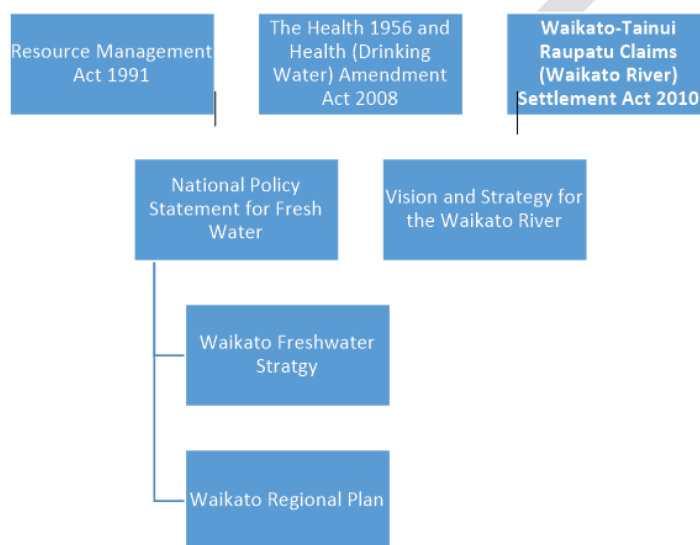 Resource Management
Act 1991
The Health 1956 and
Health (Drinking
Water) Amendment
Act 2008
Waikato-Tainui
Raupatu Claims
(Waikato River)
Settlement Act 2010
National Policy
Statement for Fresh
Water
Vision and Strategy for
the Waikato River
Waikato Freshwater
Stratgy
Waikato Regional Plan